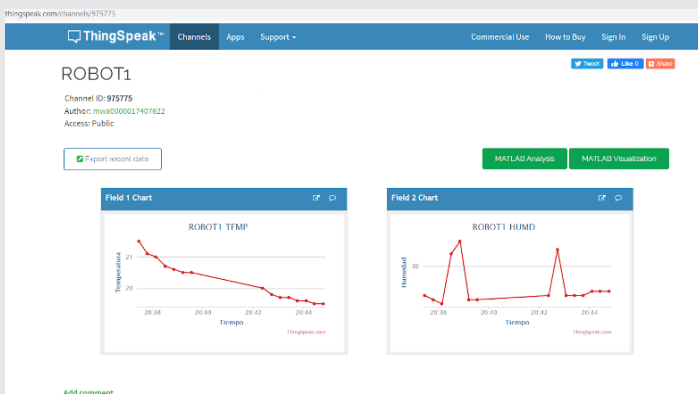 thingspeak.com/channels/975775
ThingSpeak™ Channels Apps Support Commercial Use How to Buy Sign In Sign Up
ROBOT1
Tweet Like 0 Share
Channel ID: 975775
Author: mwa0000017407622
Access: Public
Export recent data
MATLAB Analysis MATLAB Visualization
Field 1 Chart
ROBOT1 TEMP
Temperatura
21
20
20:38 20:40 20:42 20:44
Tiempo
ThingSpeak.com
Field 2 Chart
ROBOT1 HUMD
Humedad
30
20:38 20:40 20:42 20:44
Tiempo
ThingSpeak.com
Add comment